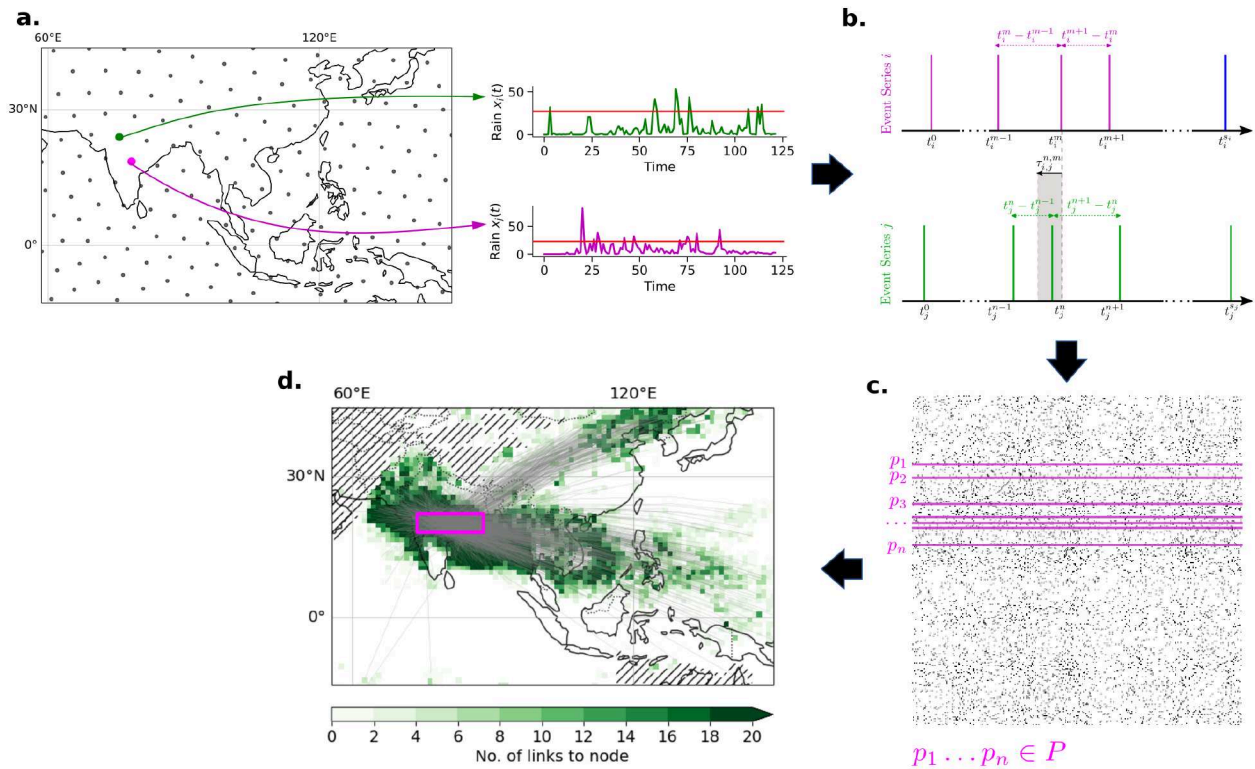 a.
60°E
120°E
30°N
0°
Rain x_i(t)
50
0
0 25 50 75 100 125
Time
Rain x_j(t)
50
0
0 25 50 75 100 125
Time
b.
Event Series i
t_i^m − t_i^{m−1} t_i^{m+1} − t_i^m
t_i^0 t_i^{m−1} t_i^m t_i^{m+1} t_i^{s_i}
τ_{i,j}^{n,m}
Event Series j
t_j^n − t_j^{n−1} t_j^{n+1} − t_j^n
t_j^0 t_j^{n−1} t_j^n t_j^{n+1} t_j^{s_j}
c.
p_1
p_2
p_3
...
p_n
p_1 ... p_n ∈ P
d.
60°E
120°E
30°N
0°
0 2 4 6 8 10 12 14 16 18 20
No. of links to node